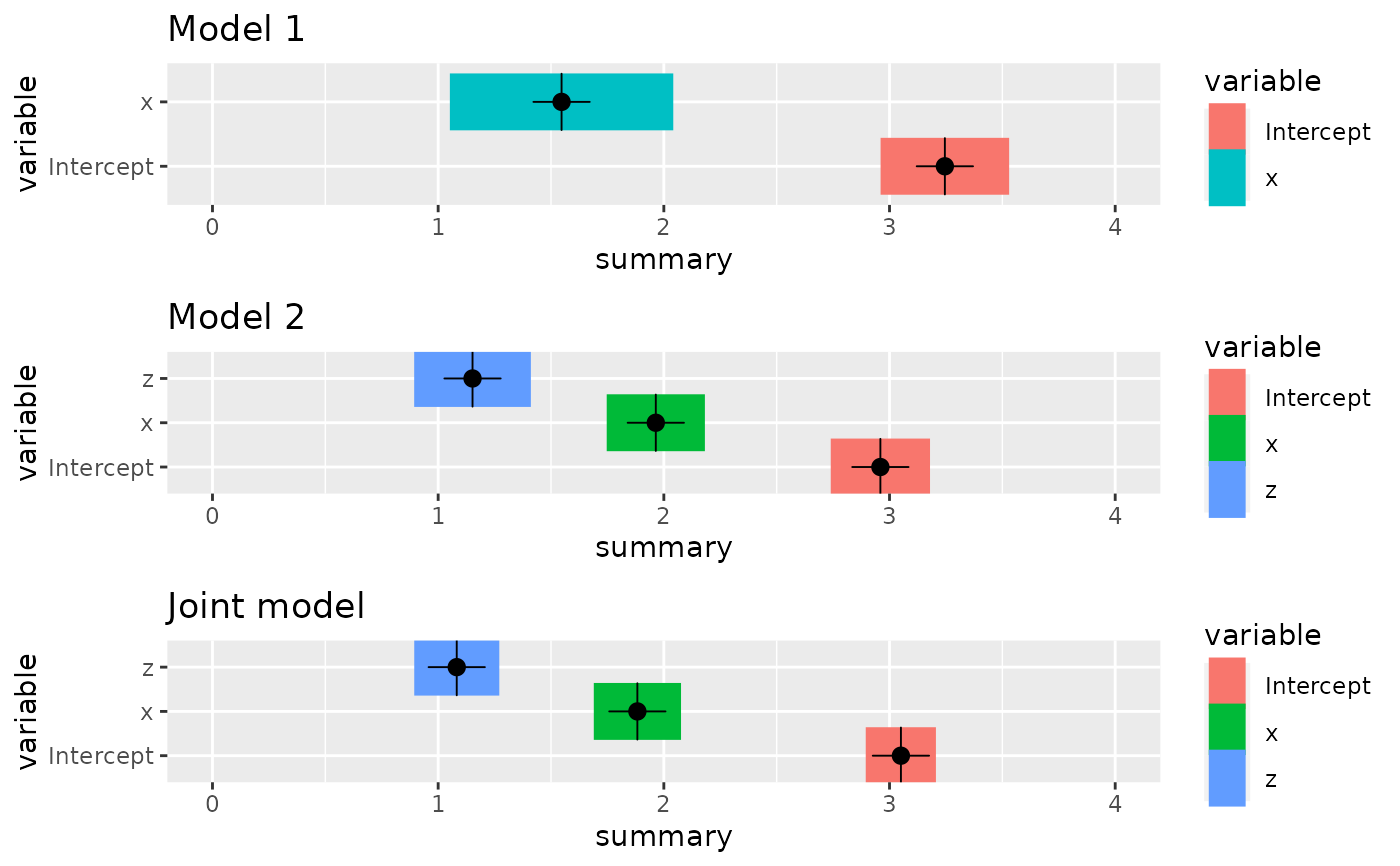 Model 1
variable
x
Intercept
0 1 2 3 4
summary
variable
Intercept
x
Model 2
variable
z
x
Intercept
0 1 2 3 4
summary
variable
Intercept
x
z
Joint model
variable
z
x
Intercept
0 1 2 3 4
summary
variable
Intercept
x
z